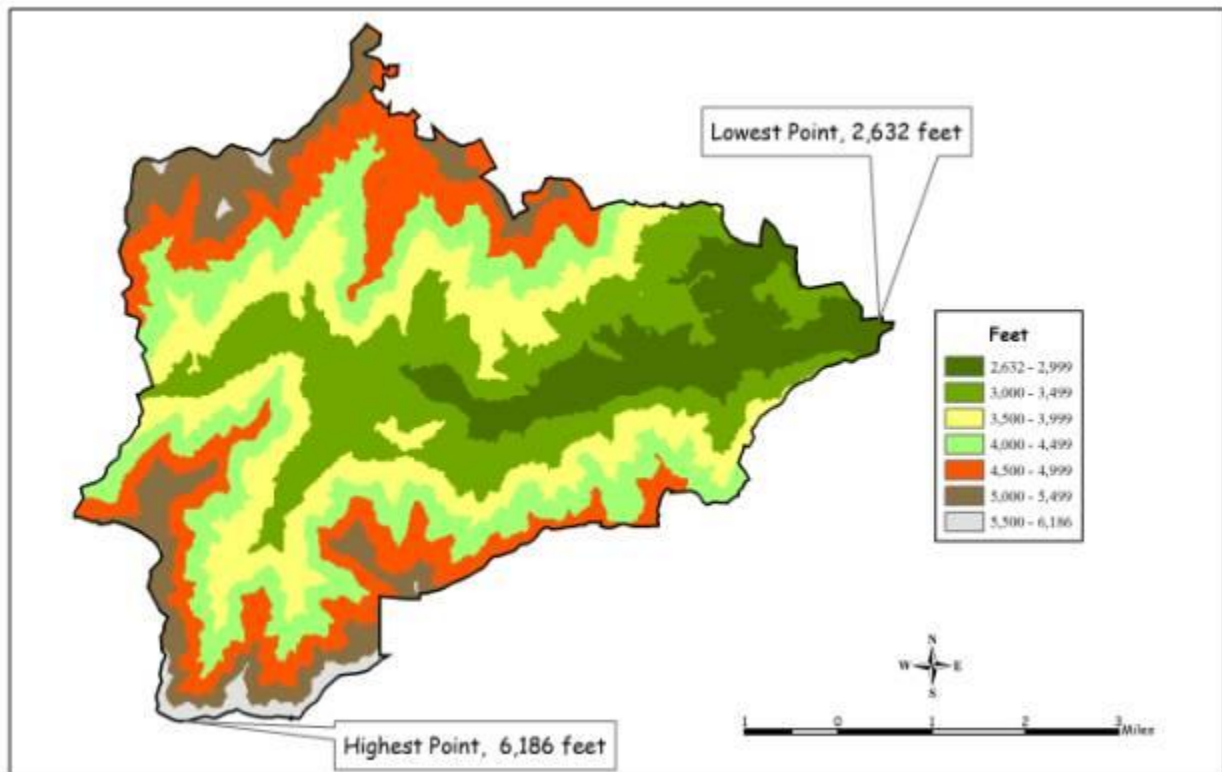 Lowest Point, 2,632 feet
Feet
2,632 - 2,999
3,000 - 3,499
3,500 - 3,999
4,000 - 4,499
4,500 - 4,999
5,000 - 5,499
5,500 - 6,186
N
W E
S
1 0 1 2 3 Miles
Highest Point, 6,186 feet